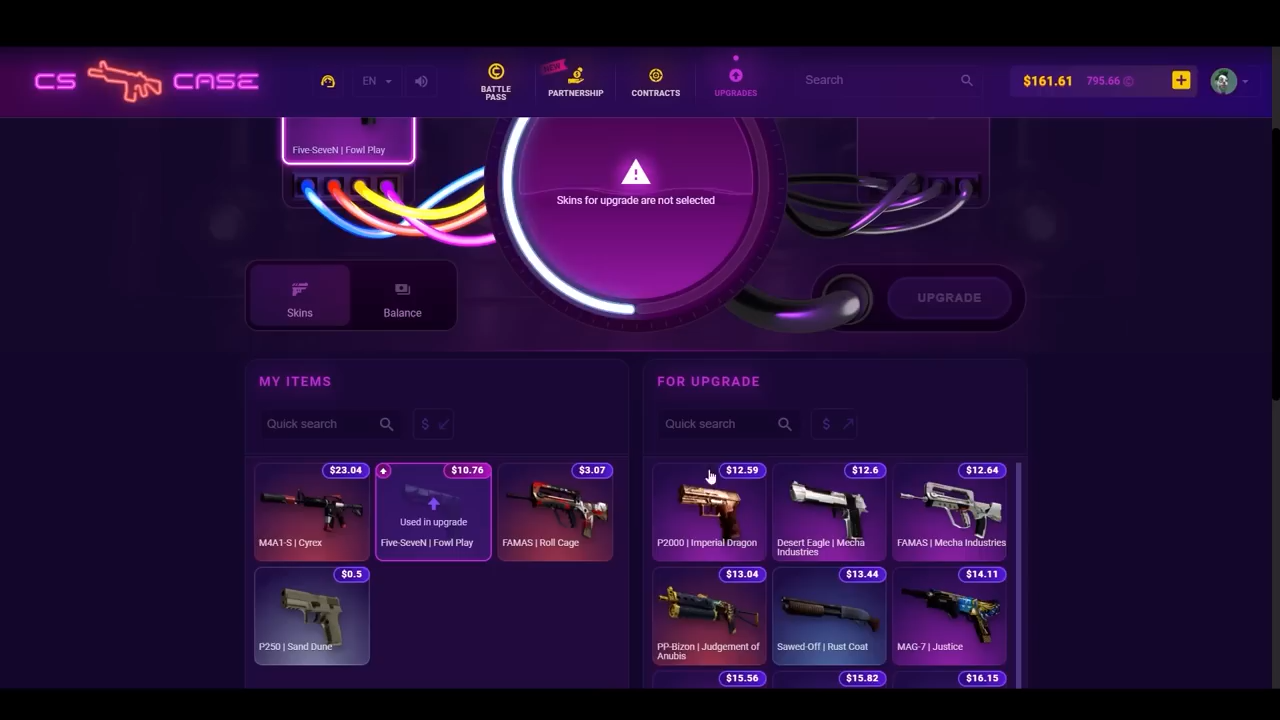 CS CASE
EN
BATTLE
PASS
NEW
PARTNERSHIP
CONTRACTS
UPGRADES
Search
$161.61
795.66
Five-SeveN | Fowl Play
Skins for upgrade are not selected
Skins
Balance
UPGRADE
MY ITEMS
Quick search
$
$23.04
M4A1-S | Cyrex
$10.76
Used in upgrade
Five-SeveN | Fowl Play
$3.07
FAMAS | Roll Cage
$0.5
P250 | Sand Dune
FOR UPGRADE
Quick search
$
$12.59
P2000 | Imperial Dragon
$12.6
Desert Eagle | Mecha
Industries
$12.64
FAMAS | Mecha Industries
$13.04
PP-Bizon | Judgement of
Anubis
$13.44
Sawed-Off | Rust Coat
$14.11
MAG-7 | Justice
$15.56
$15.82
$16.15